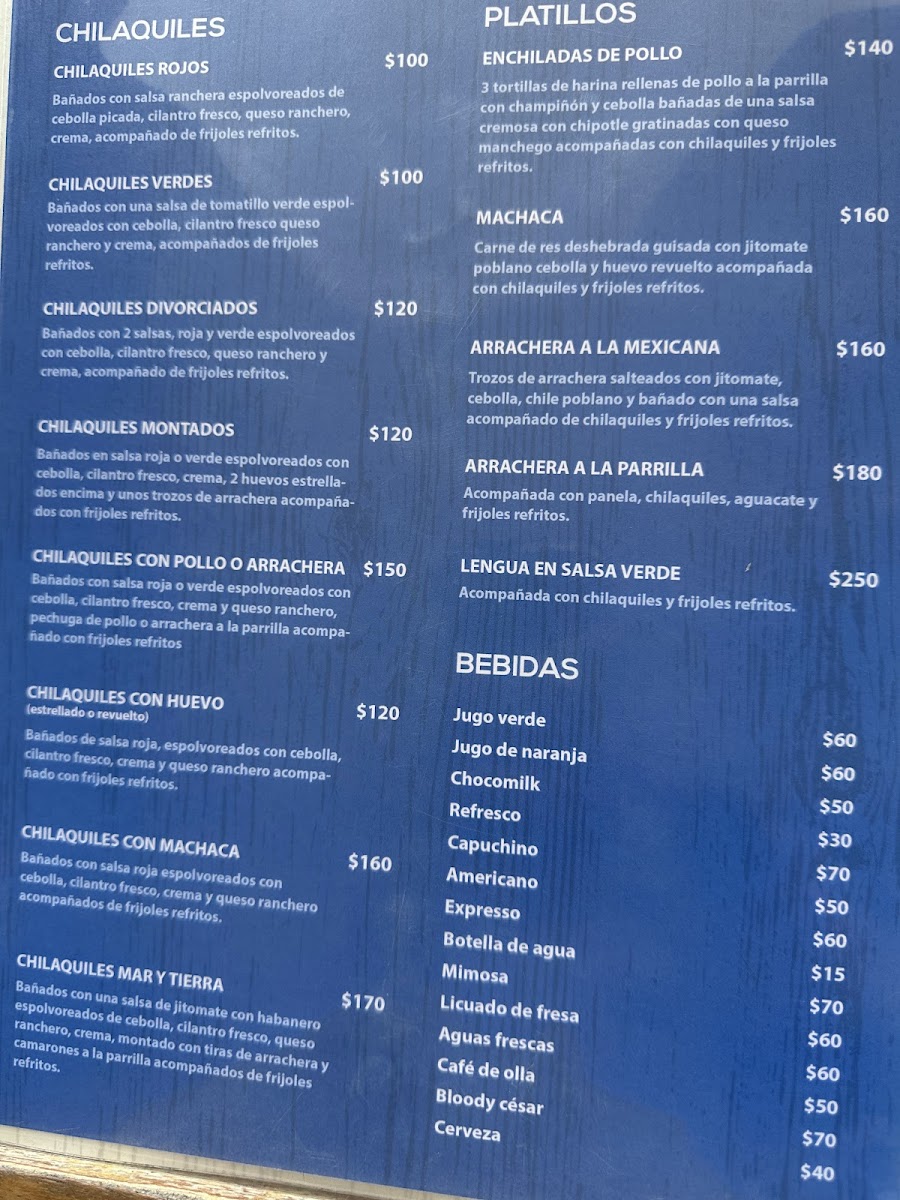 CHILAQUILES
CHILAQUILES ROJOS $100
Bañados con salsa ranchera espolvoreados de
cebolla picada, cilantro fresco, queso ranchero,
crema, acompañado de frijoles refritos.
CHILAQUILES VERDES $100
Bañados con una salsa de tomatillo verde espol-
voreados con cebolla, cilantro fresco queso
ranchero y crema, acompañados de frijoles
refritos.
CHILAQUILES DIVORCIADOS $120
Bañados con 2 salsas, roja y verde espolvoreados
con cebolla, cilantro fresco, queso ranchero y
crema, acompañado de frijoles refritos.
CHILAQUILES MONTADOS $120
Bañados en salsa roja o verde espolvoreados con
cebolla, cilantro fresco, crema, 2 huevos estrella-
dos encima y unos trozos de arrachera acompaña-
dos con frijoles refritos.
CHILAQUILES CON POLLO O ARRACHERA $150
Bañados con salsa roja o verde espolvoreados con
cebolla, cilantro fresco, crema y queso ranchero,
pechuga de pollo o arrachera a la parrilla acompa-
ñado con frijoles refritos
CHILAQUILES CON HUEVO $120
(estrellado o revuelto)
Bañados de salsa roja, espolvoreados con cebolla,
cilantro fresco, crema y queso ranchero acompa-
ñado con frijoles refritos.
CHILAQUILES CON MACHACA $160
Bañados con salsa roja espolvoreados con
cebolla, cilantro fresco, crema y queso ranchero
acompañados de frijoles refritos.
CHILAQUILES MAR Y TIERRA $170
Bañados con una salsa de jitomate con habanero
espolvoreados de cebolla, cilantro fresco, queso
ranchero, crema, montado con tiras de arrachera y
camarones a la parrilla acompañados de frijoles
refritos.
PLATILLOS
ENCHILADAS DE POLLO $140
3 tortillas de harina rellenas de pollo a la parrilla
con champiñón y cebolla bañadas de una salsa
cremosa con chipotle gratinadas con queso
manchego acompañadas con chilaquiles y frijoles
refritos.
MACHACA $160
Carne de res deshebrada guisada con jitomate
poblano cebolla y huevo revuelto acompañada
con chilaquiles y frijoles refritos.
ARRACHERA A LA MEXICANA $160
Trozos de arrachera salteados con jitomate,
cebolla, chile poblano y bañado con una salsa
acompañado de chilaquiles y frijoles refritos.
ARRACHERA A LA PARRILLA $180
Acompañada con panela, chilaquiles, aguacate y
frijoles refritos.
LENGUA EN SALSA VERDE $250
Acompañada con chilaquiles y frijoles refritos.
BEBIDAS
Jugo verde $60
Jugo de naranja $60
Chocomilk $50
Refresco $30
Capuchino $70
Americano $50
Expresso $60
Botella de agua $15
Mimosa $70
Licuado de fresa $60
Aguas frescas $60
Café de olla $50
Bloody césar $70
Cerveza $40